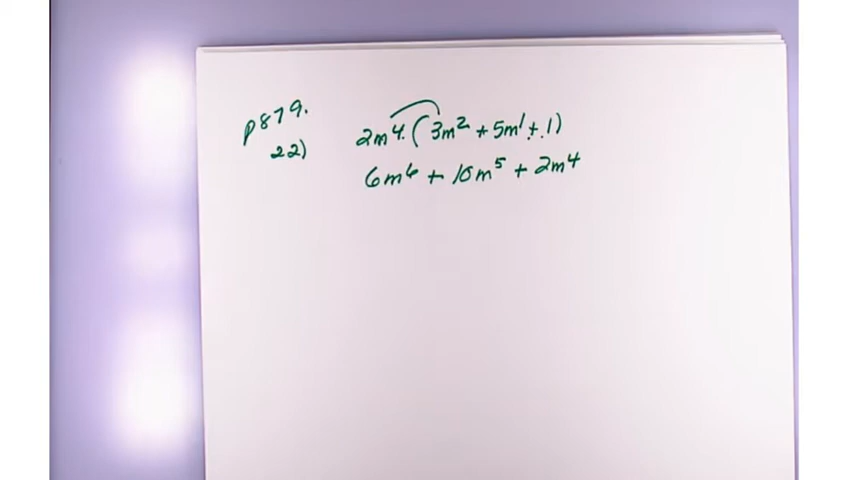 p879.
22)
2m⁴·(3m² + 5m¹ + 1)
6m⁶ + 10m⁵ + 2m⁴